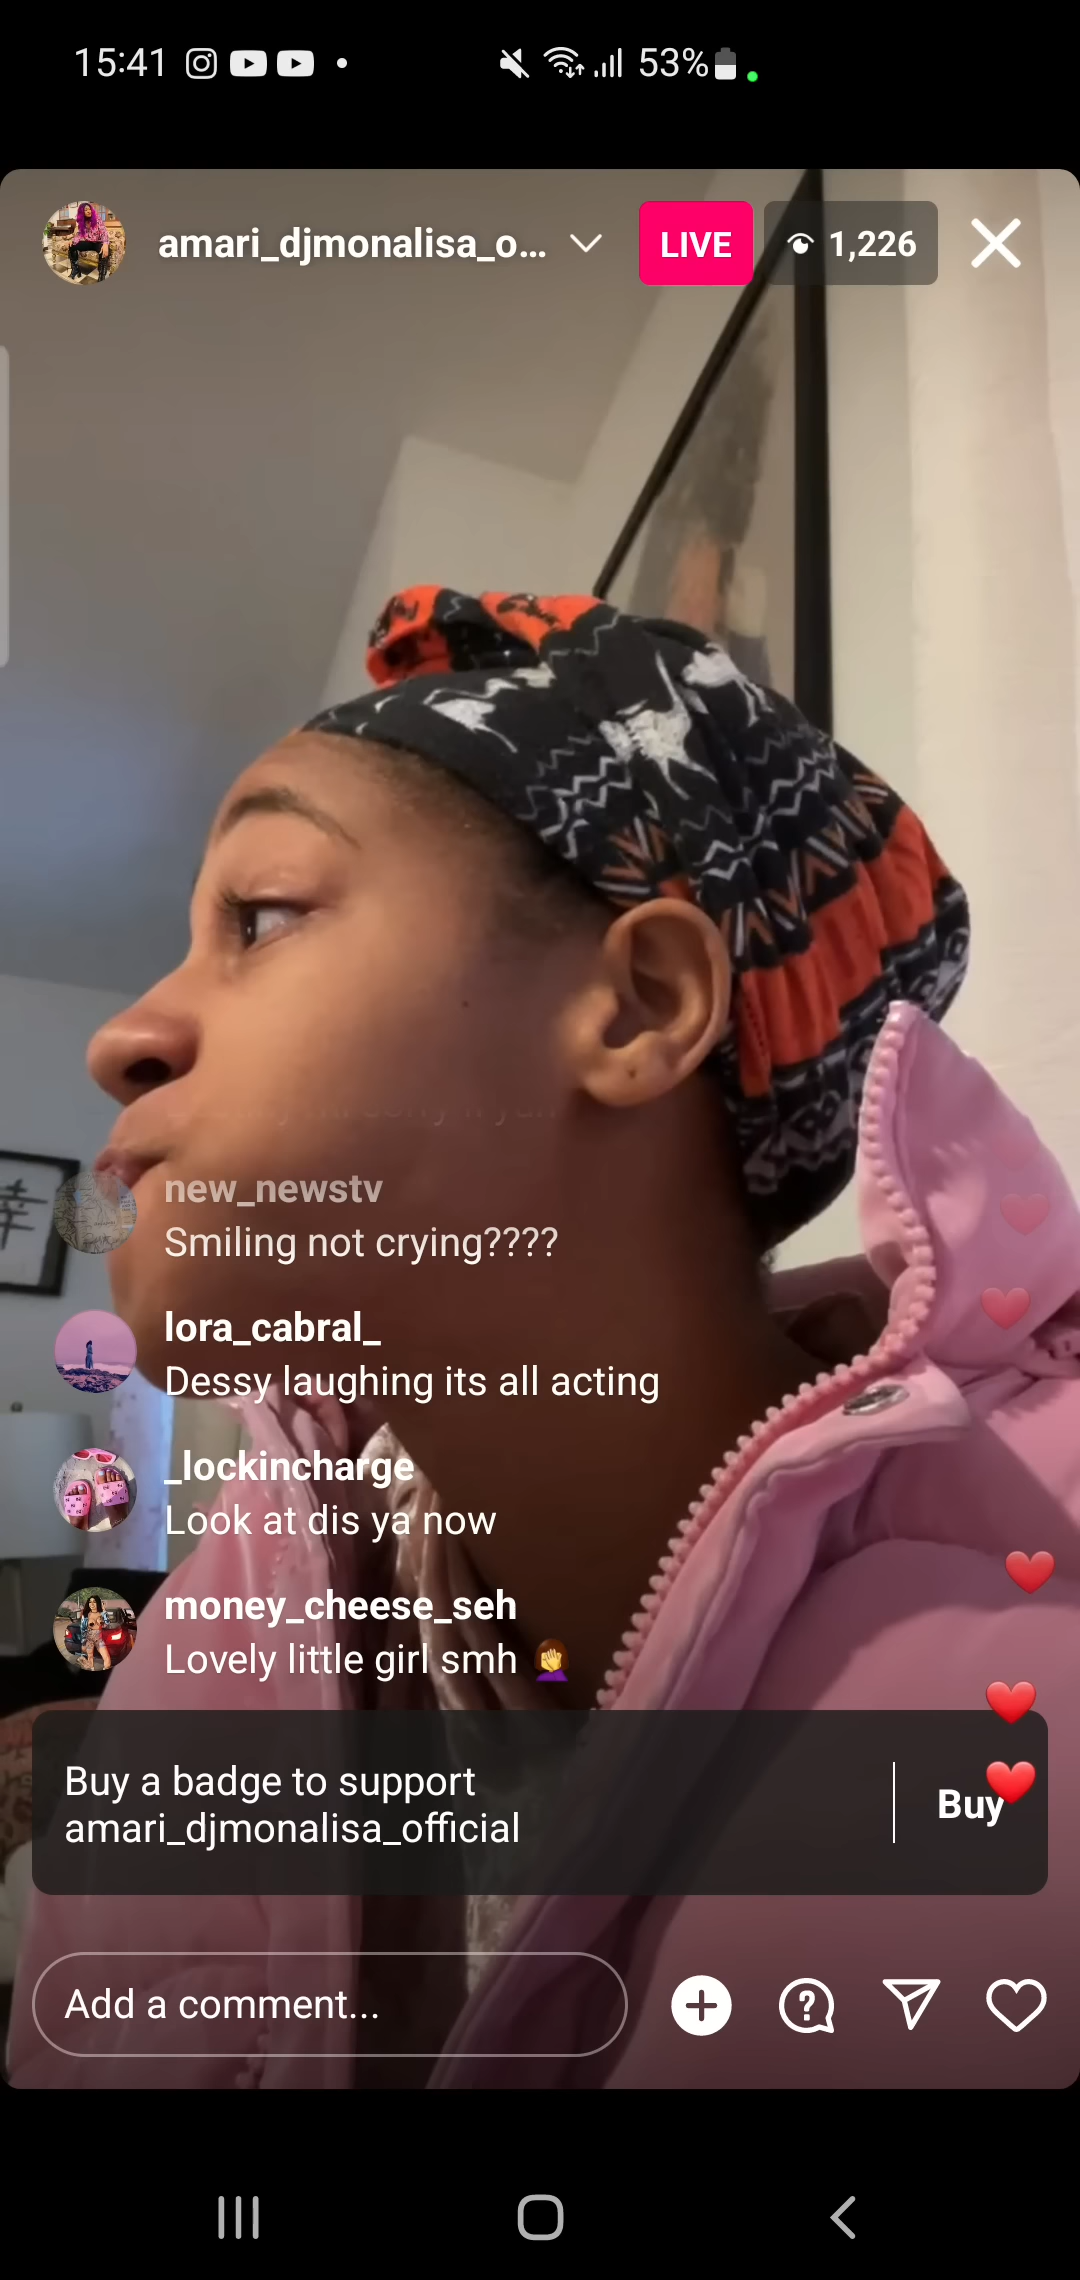 15:41
53%
amari_djmonalisa_o...
LIVE
1,226
new_newstv
Smiling not crying????
lora_cabral_
Dessy laughing its all acting
_lockincharge
Look at dis ya now
money_cheese_seh
Lovely little girl smh 🤦
Buy a badge to support
amari_djmonalisa_official
Buy
Add a comment...